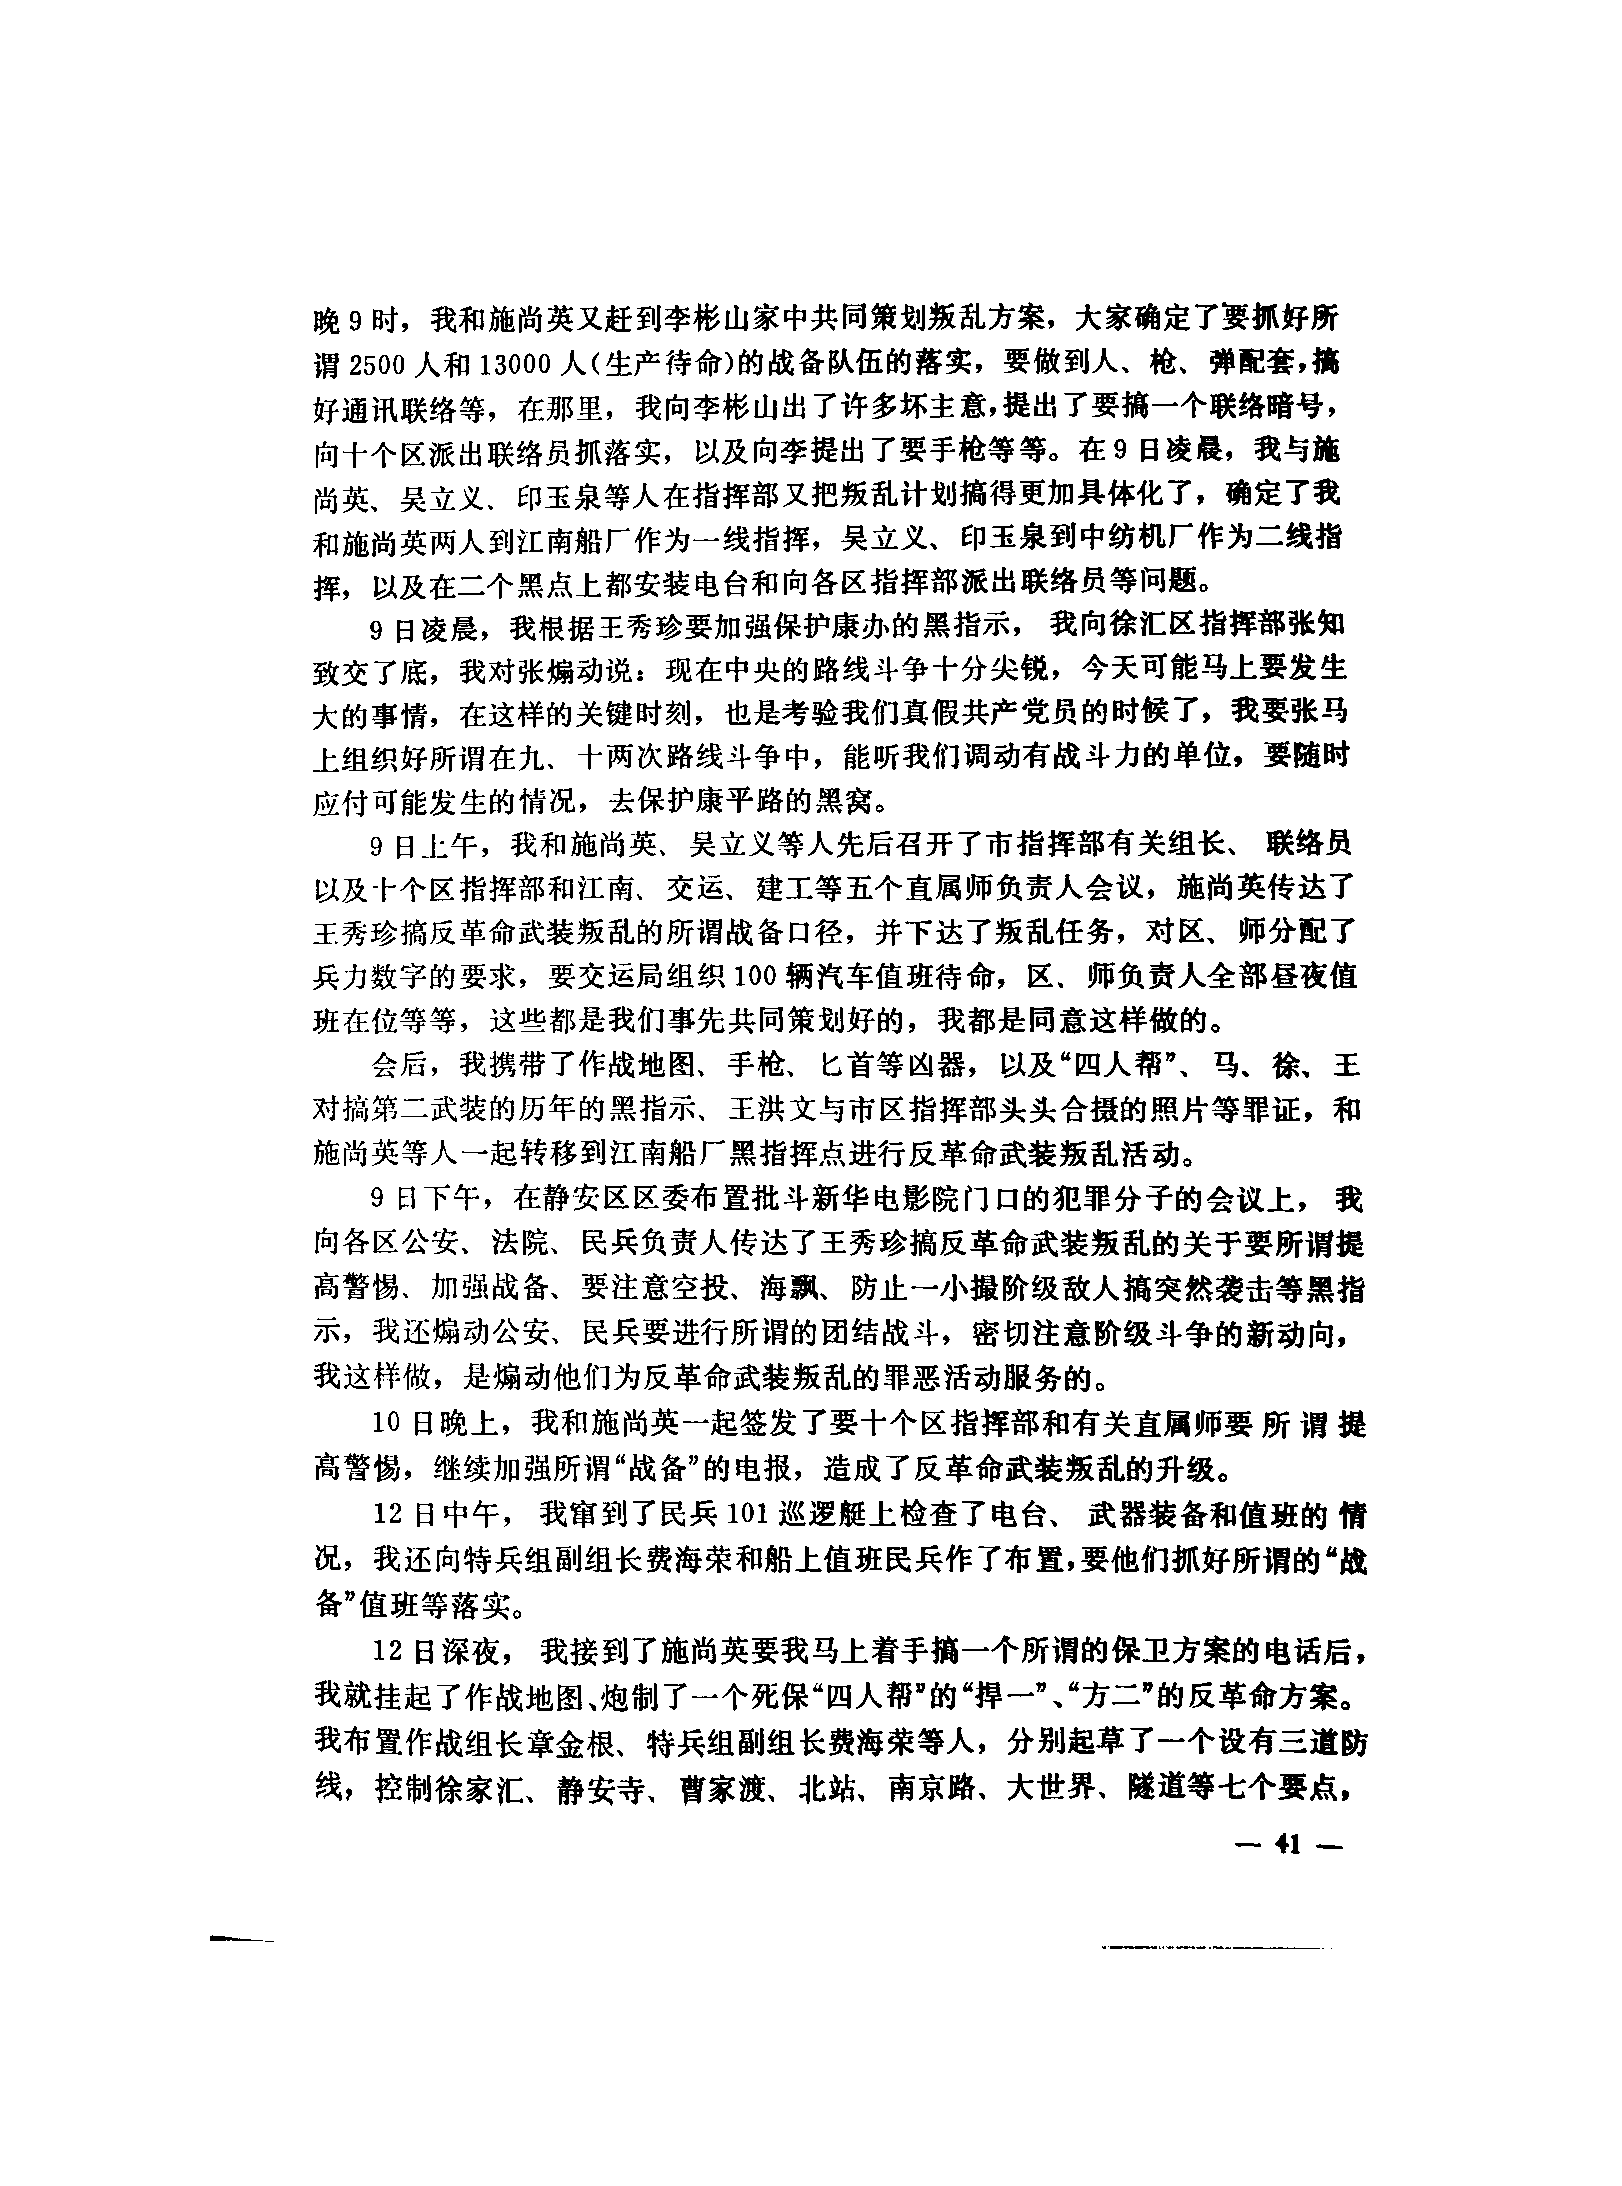 晚9时，我和施尚英又赶到李彬山家中共同策划叛乱方案，大家确定了要抓好所
谓2500人和13000人(生产待命)的战备队伍的落实，要做到人、枪、弹配套，搞
好通讯联络等，在那里，我向李彬山出了许多坏主意，提出了要搞一个联络暗号，
向十个区派出联络员抓落实，以及向李提出了要手枪等等。在9日凌晨，我与施
尚英、吴立义、印玉泉等人在指挥部又把叛乱计划搞得更加具体化了，确定了我
和施尚英两人到江南船厂作为一线指挥，吴立义、印玉泉到中纺机厂作为二线指
挥，以及在二个黑点上都安装电台和向各区指挥部派出联络员等问题。
9日凌晨，我根据王秀珍要加强保护康办的黑指示，我向徐汇区指挥部张知
致交了底，我对张煽动说：现在中央的路线斗争十分尖锐，今天可能马上要发生
大的事情，在这样的关键时刻，也是考验我们真假共产党员的时候了，我要张马
上组织好所谓在九、十两次路线斗争中，能听我们调动有战斗力的单位，要随时
应付可能发生的情况，去保护康平路的黑窝。
9日上午，我和施尚英、吴立义等人先后召开了市指挥部有关组长、联络员
以及十个区指挥部和江南、交运、建工等五个直属师负责人会议，施尚英传达了
王秀珍搞反革命武装叛乱的所谓战备口径，并下达了叛乱任务，对区、师分配了
兵力数字的要求，要交运局组织100辆汽车值班待命，区、师负责人全部昼夜值
班在位等等，这些都是我们事先共同策划好的，我都是同意这样做的。
会后，我携带了作战地图、手枪、匕首等凶器，以及“四人帮”、马、徐、王
对搞第二武装的历年的黑指示、王洪文与市区指挥部头头合摄的照片等罪证，和
施尚英等人一起转移到江南船厂黑指挥点进行反革命武装叛乱活动。
9日下午，在静安区区委布置批斗新华电影院门口的犯罪分子的会议上，我
向各区公安、法院、民兵负责人传达了王秀珍搞反革命武装叛乱的关于要所谓提
高警惕、加强战备、要注意空投、海飘、防止一小撮阶级敌人搞突然袭击等黑指
示，我还煽动公安、民兵要进行所谓的团结战斗，密切注意阶级斗争的新动向，
我这样做，是煽动他们为反革命武装叛乱的罪恶活动服务的。
10日晚上，我和施尚英一起签发了要十个区指挥部和有关直属师要所谓提
高警惕，继续加强所谓“战备”的电报，造成了反革命武装叛乱的升级。
12日中午，我窜到了民兵101巡逻艇上检查了电台、武器装备和值班的情
况，我还向特兵组副组长费海荣和船上值班民兵作了布置，要他们抓好所谓的“战
备”值班等落实。
12日深夜，我接到了施尚英要我马上着手搞一个所谓的保卫方案的电话后，
我就挂起了作战地图、炮制了一个死保“四人帮”的“捍一”、“方二”的反革命方案。
我布置作战组长章金根、特兵组副组长费海荣等人，分别起草了一个设有三道防
线，控制徐家汇、静安寺、曹家渡、北站、南京路、大世界、隧道等七个要点，
— 41 —